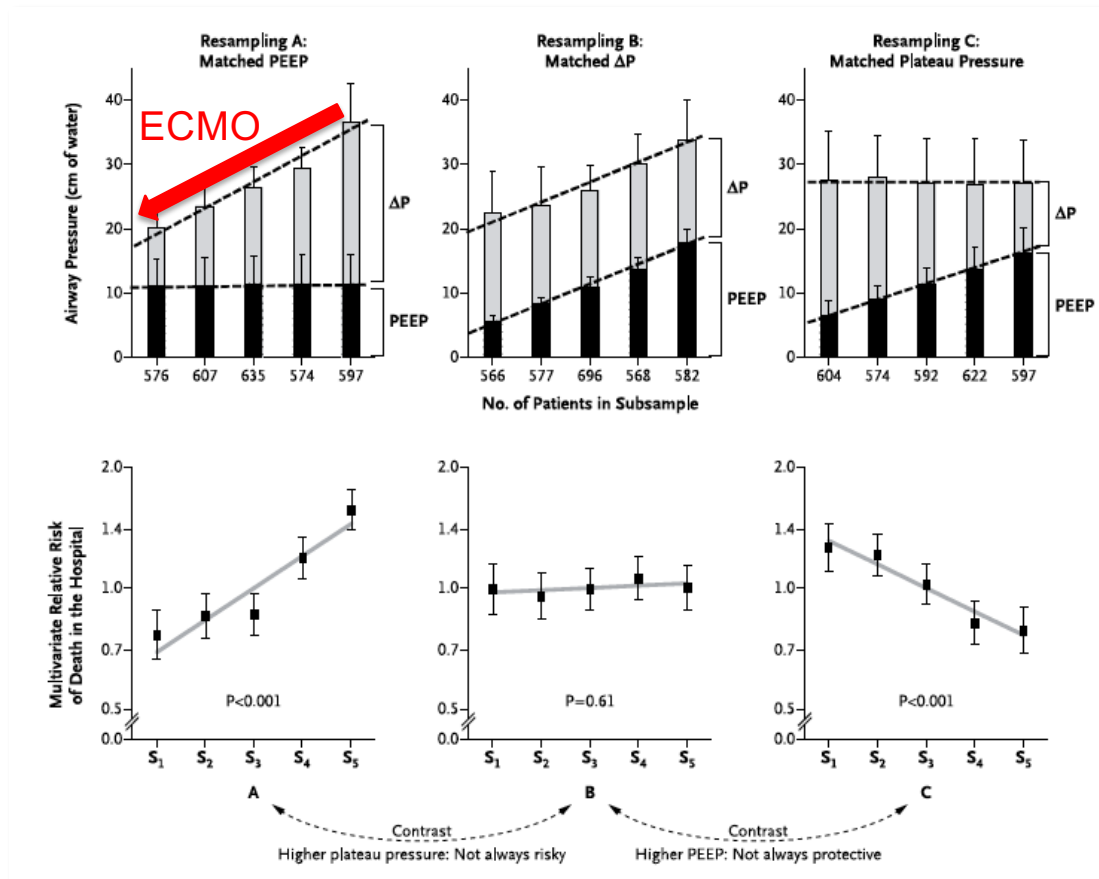 Resampling A:
Matched PEEP
Resampling B:
Matched ΔP
Resampling C:
Matched Plateau Pressure
Airway Pressure (cm of water)
40
30
20
10
0
ECMO
ΔP
PEEP
576 607 635 574 597
40
30
20
10
0
ΔP
PEEP
566 577 696 568 582
40
30
20
10
0
ΔP
PEEP
604 574 592 622 597
No. of Patients in Subsample
Multivariate Relative Risk
of Death in the Hospital
2.0
1.4
1.0
0.7
0.5
0.0
P<0.001
S₁ S₂ S₃ S₄ S₅
A
2.0
1.4
1.0
0.7
0.5
0.0
P=0.61
S₁ S₂ S₃ S₄ S₅
B
2.0
1.4
1.0
0.7
0.5
0.0
P<0.001
S₁ S₂ S₃ S₄ S₅
C
Contrast
Higher plateau pressure: Not always risky
Contrast
Higher PEEP: Not always protective